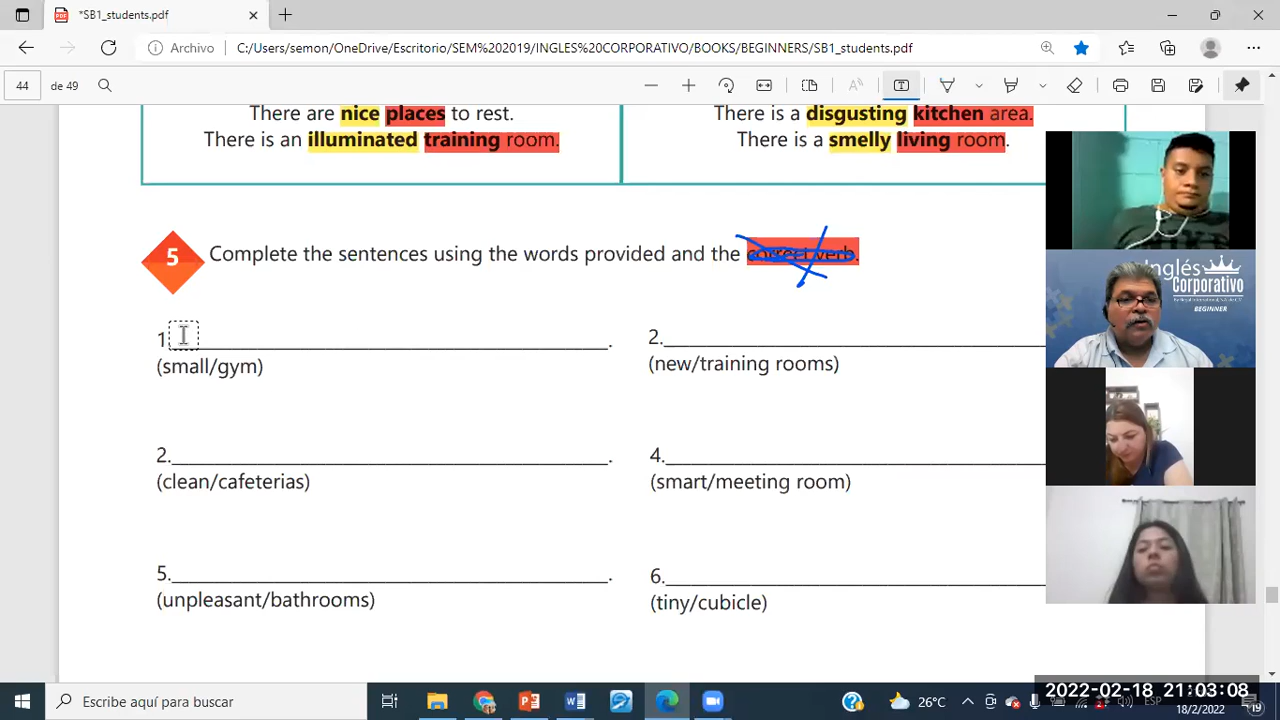 *SB1_students.pdf
Archivo C:/Users/semon/OneDrive/Escritorio/SEM%202019/INGLES%20CORPORATIVO/BOOKS/BEGINNERS/SB1_students.pdf
44 de 49
There are nice places to rest.
There is an illuminated training room.
There is a disgusting kitchen area.
There is a smelly living room.
5 Complete the sentences using the words provided and the correct verb.
1
(small/gym)
2.
(new/training rooms)
2.
(clean/cafeterias)
4.
(smart/meeting room)
5.
(unpleasant/bathrooms)
6.
(tiny/cubicle)
Inglés
Corporativo
BEGINNER
Escribe aquí para buscar
26°C
ESP
2022-02-18 21:03:08
18/2/2022